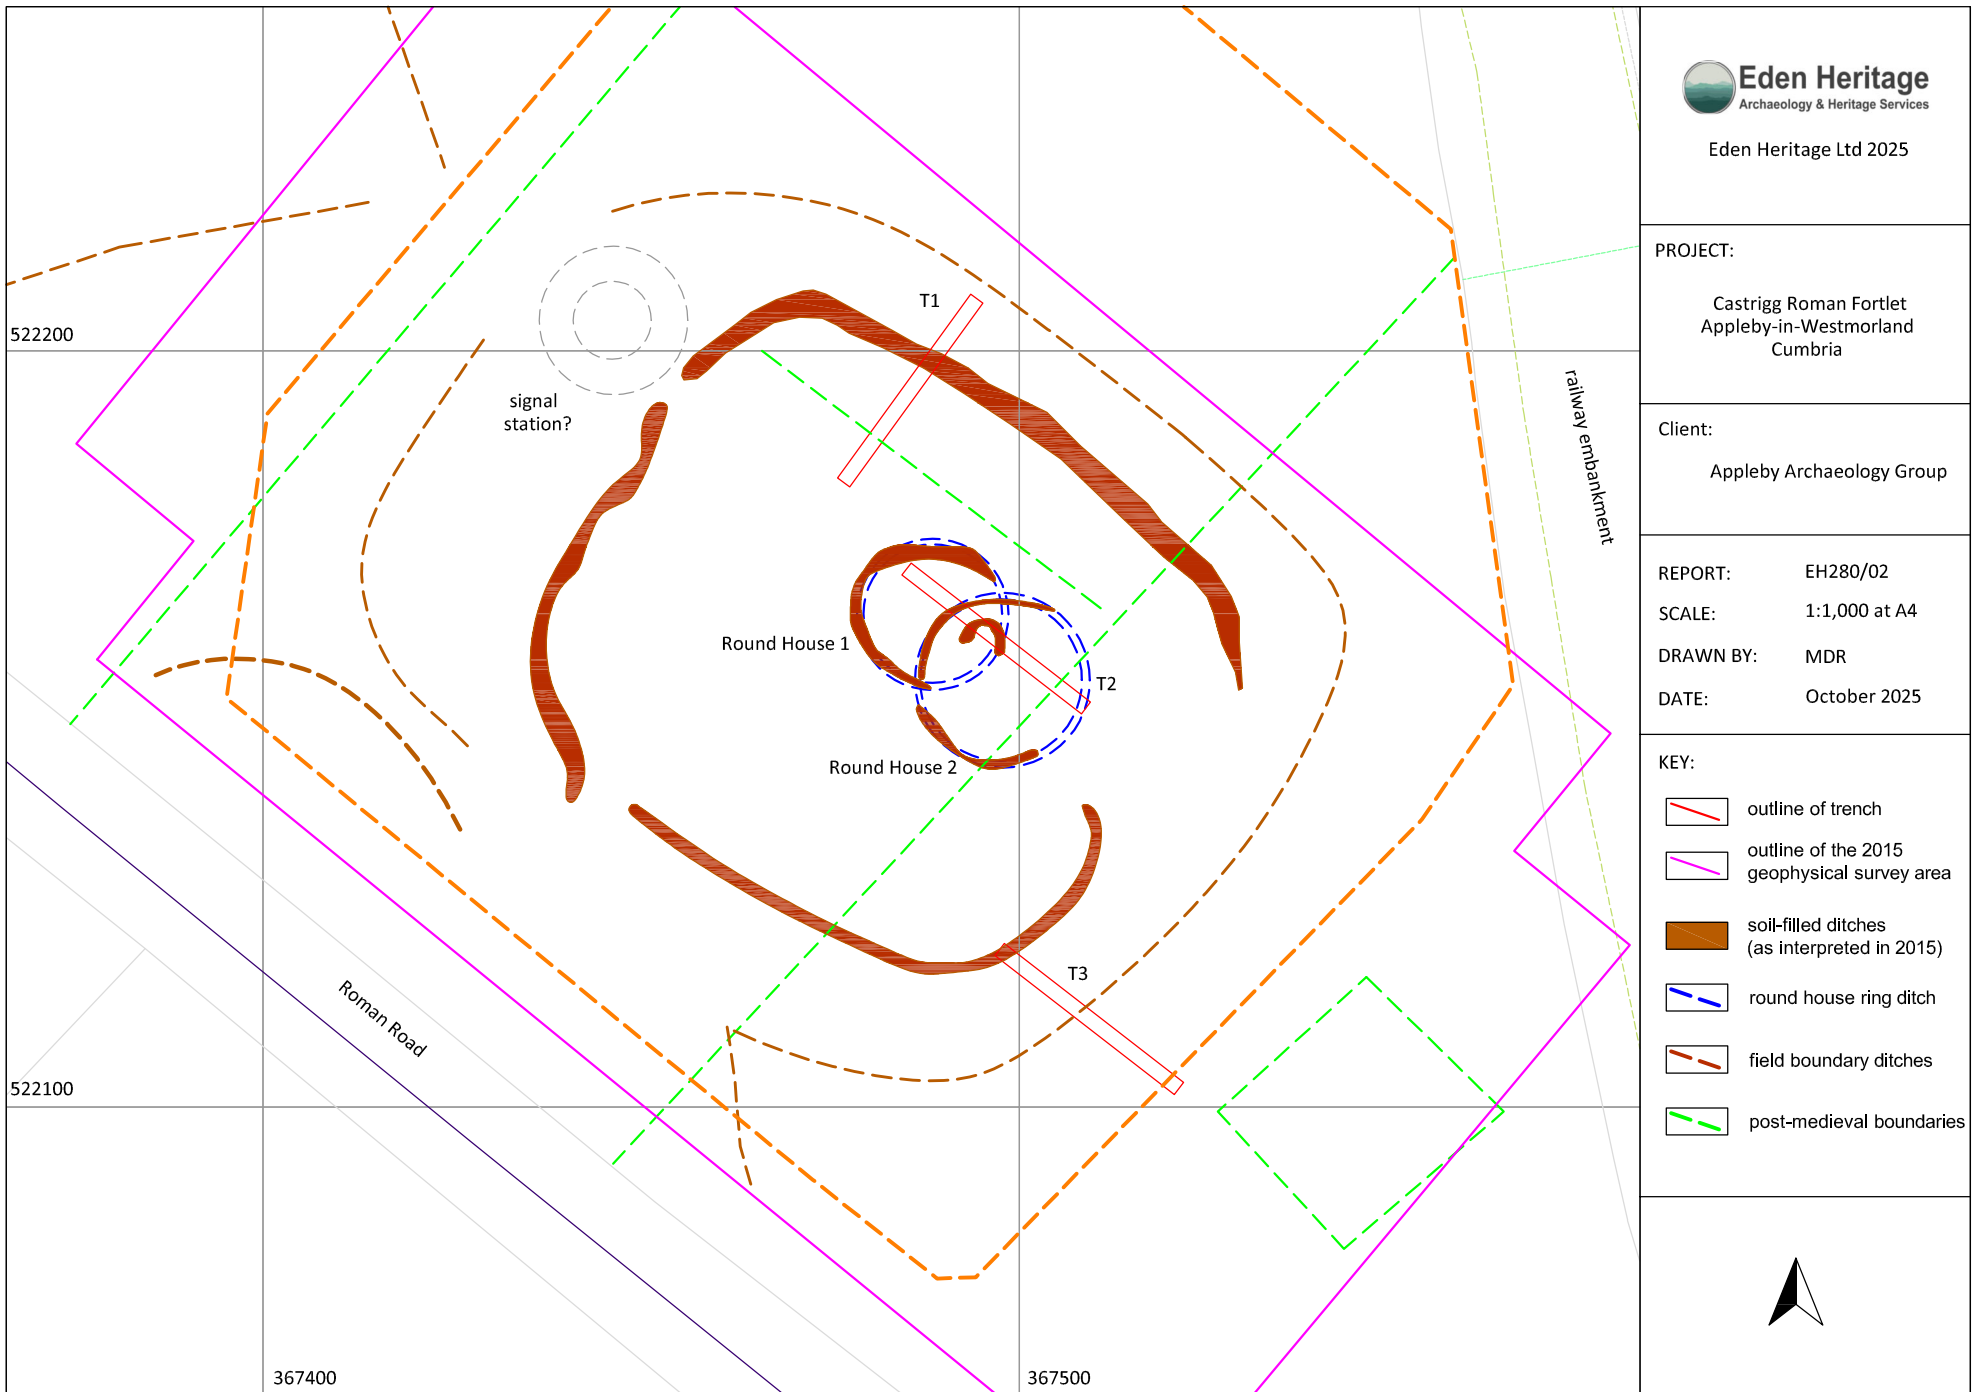 T1
522200
signal
station?
railway embankment
Round House 1
T2
Round House 2
T3
Roman Road
522100
367400
367500
Eden Heritage
Archaeology & Heritage Services
Eden Heritage Ltd 2025
PROJECT:
Castrigg Roman Fortlet
Appleby-in-Westmorland
Cumbria
Client:
Appleby Archaeology Group
REPORT: EH280/02
SCALE: 1:1,000 at A4
DRAWN BY: MDR
DATE: October 2025
KEY:
outline of trench
outline of the 2015
geophysical survey area
soil-filled ditches
(as interpreted in 2015)
round house ring ditch
field boundary ditches
post-medieval boundaries